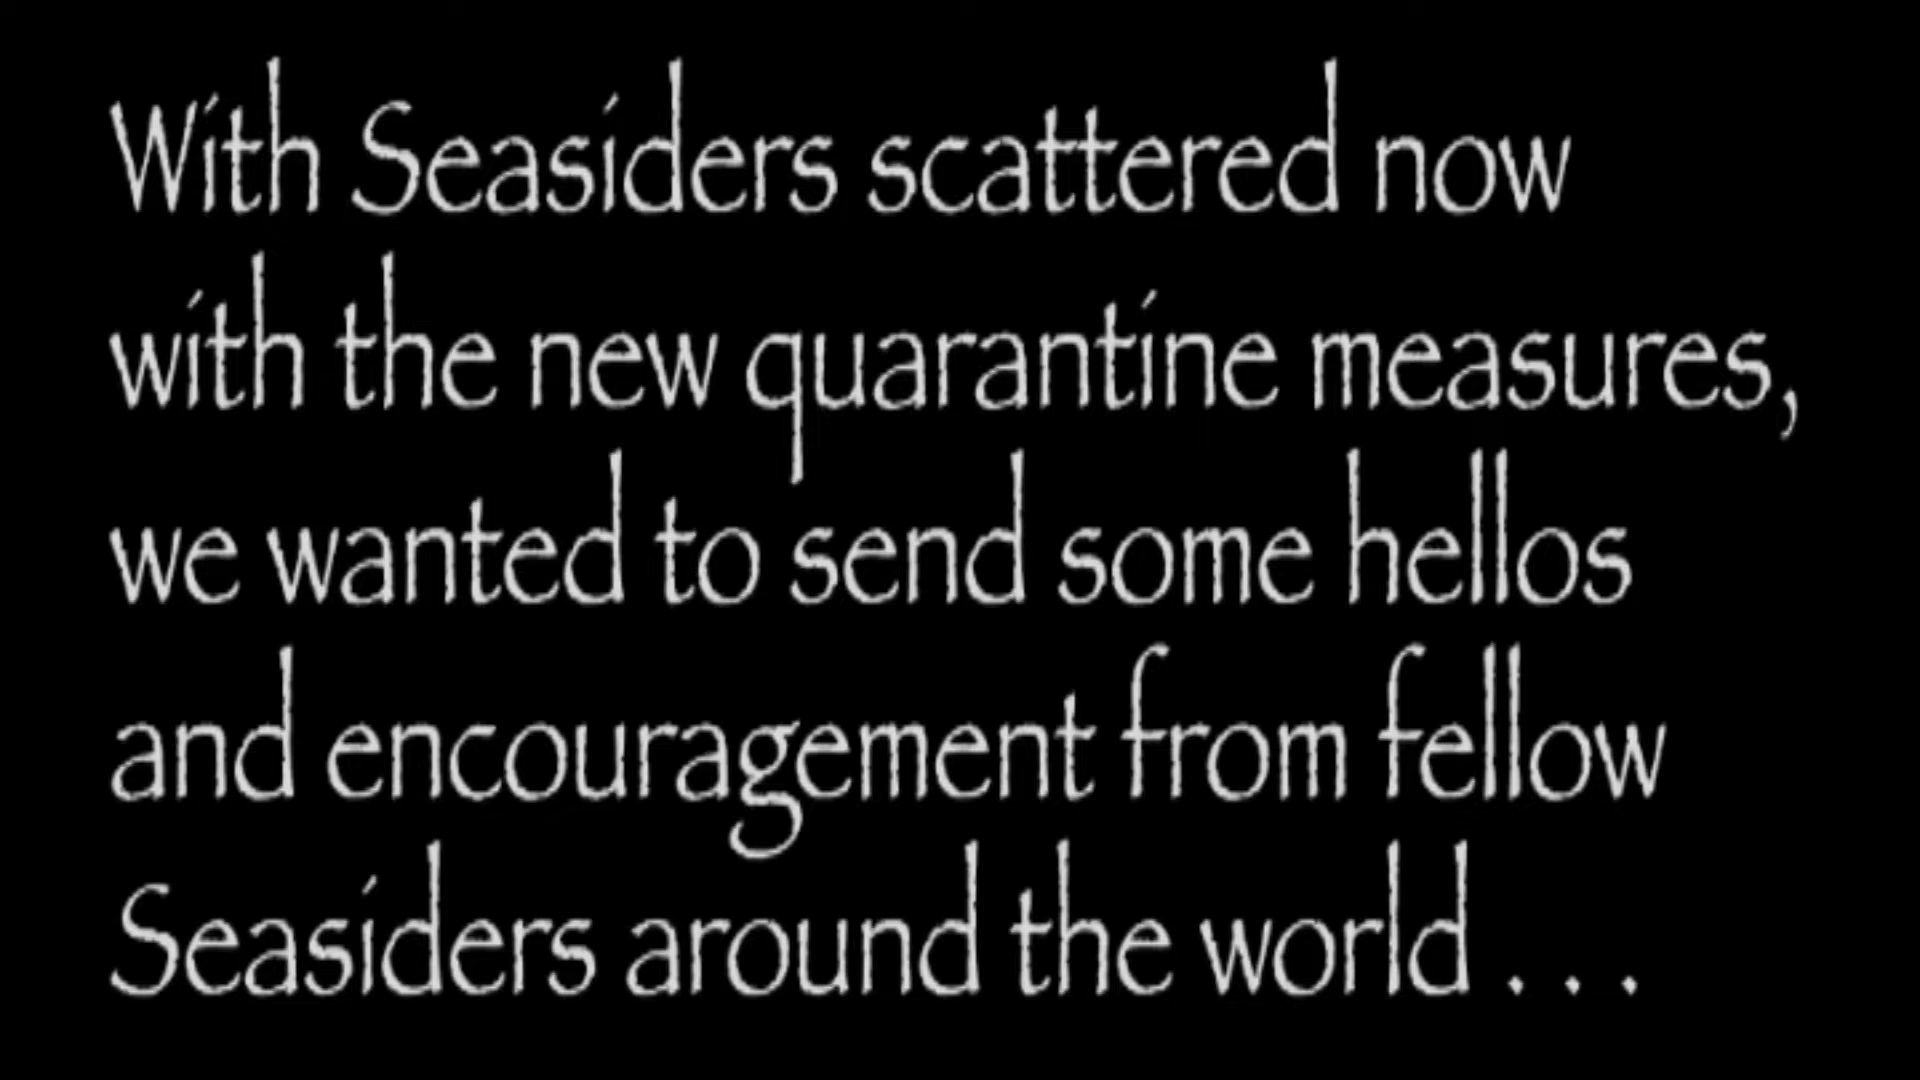 With Seasiders scattered now
with the new quarantine measures,
we wanted to send some hellos
and encouragement from fellow
Seasiders around the world . . .